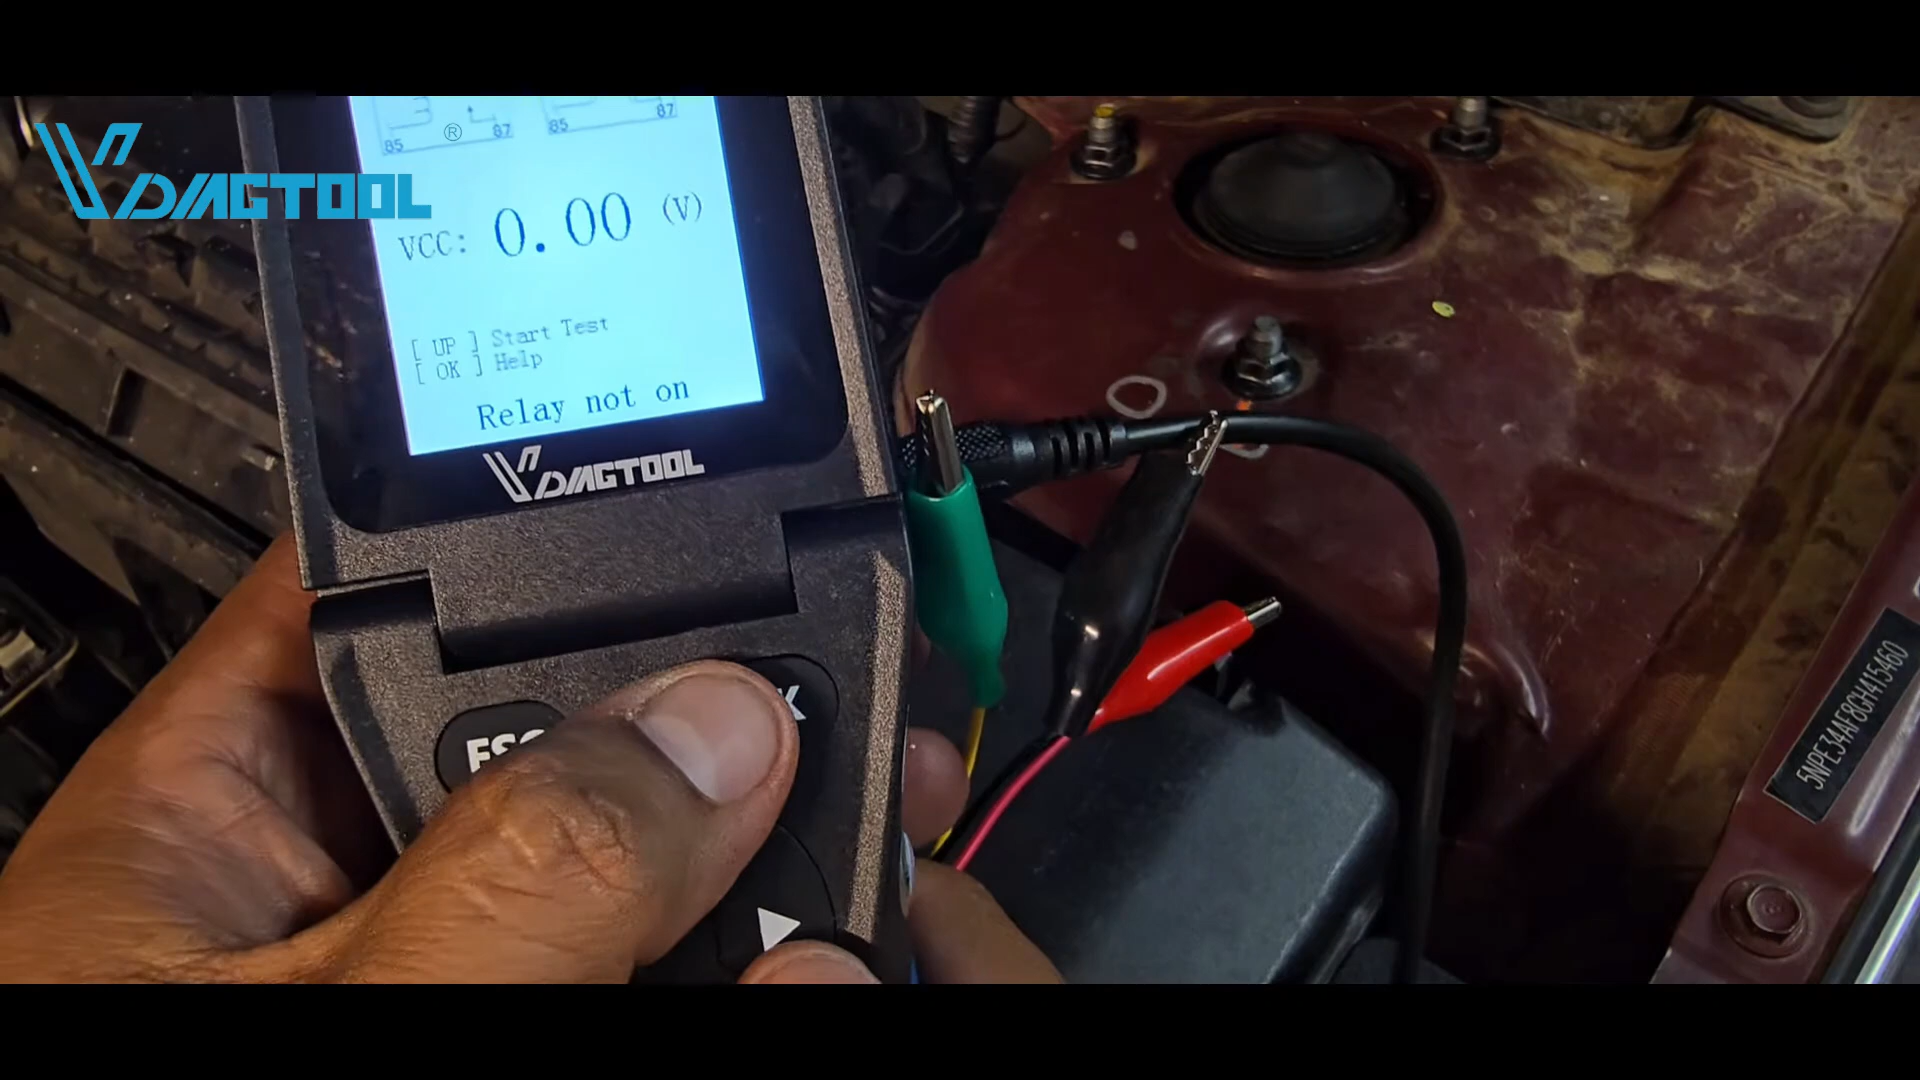 85 87 85 87
®
VDIAGTOOL
VCC: 0.00 (V)
[ UP ] Start Test
[ OK ] Help
Relay not on
VDIAGTOOL
ESC
5NPE34AF8GH415460